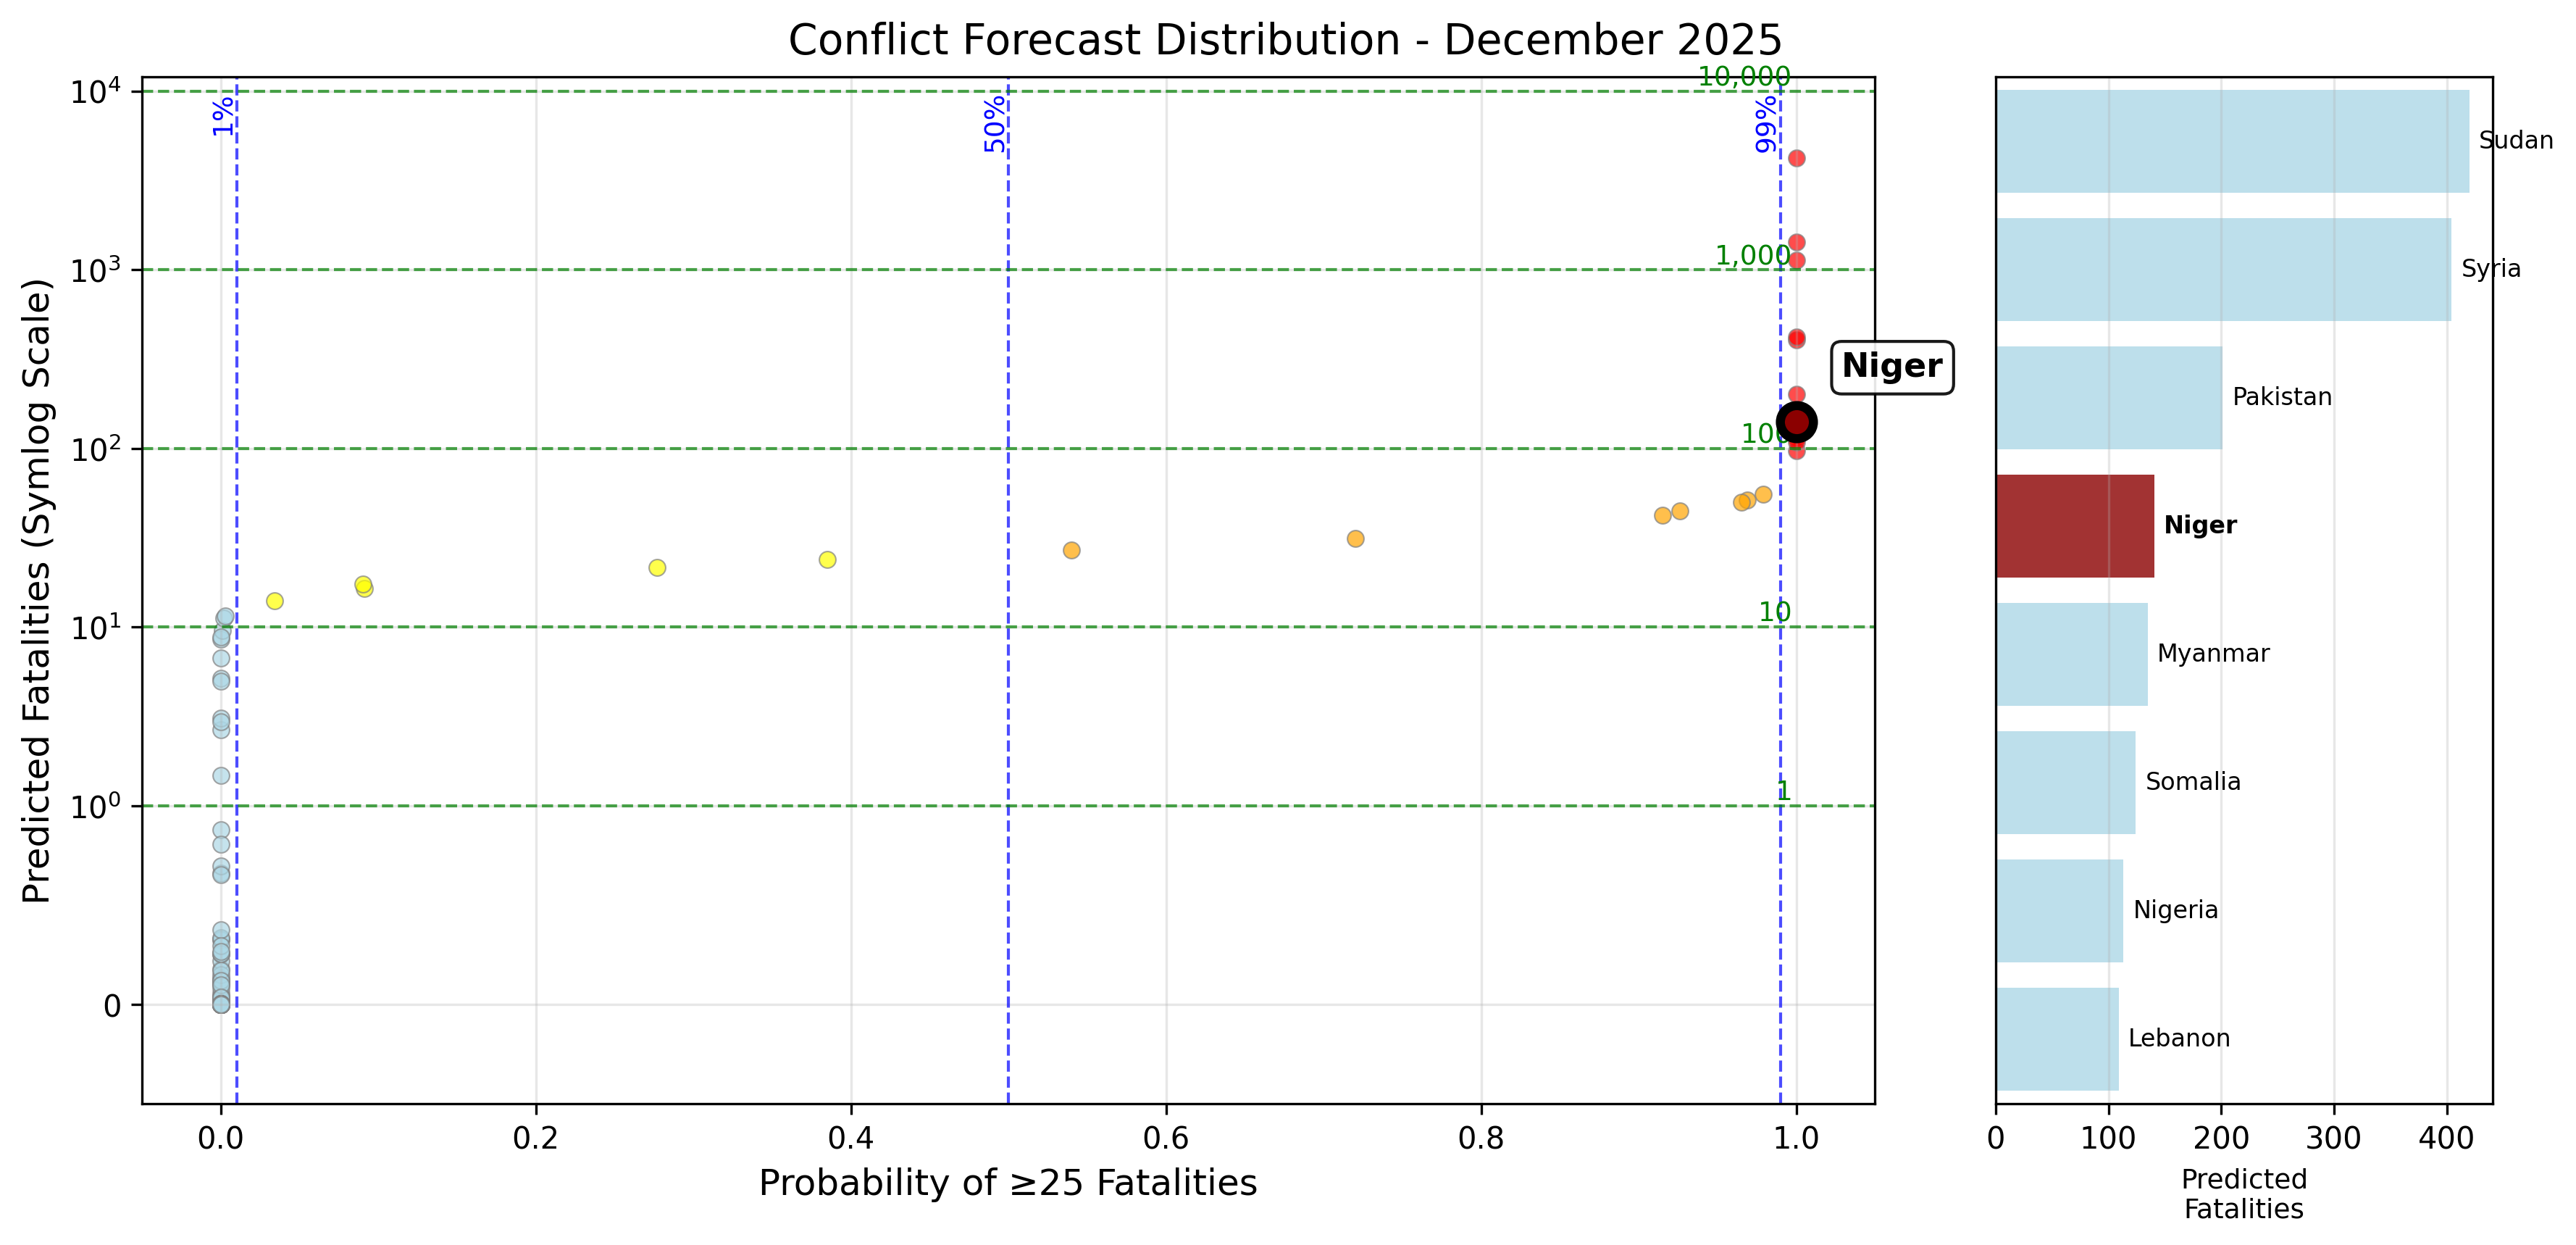 Conflict Forecast Distribution - December 2025
Predicted Fatalities (Symlog Scale)
10⁴
10³
10²
10¹
10⁰
0
1%
50%
99%
10,000
1,000
100
10
1
Niger
0.0 0.2 0.4 0.6 0.8 1.0
Probability of ≥25 Fatalities
Sudan
Syria
Pakistan
Niger
Myanmar
Somalia
Nigeria
Lebanon
0 100 200 300 400
Predicted
Fatalities